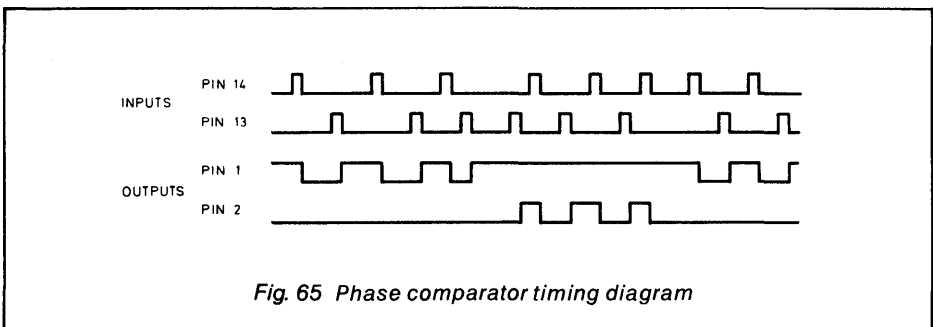 INPUTS
PIN 14
PIN 13
OUTPUTS
PIN 1
PIN 2
Fig. 65 Phase comparator timing diagram